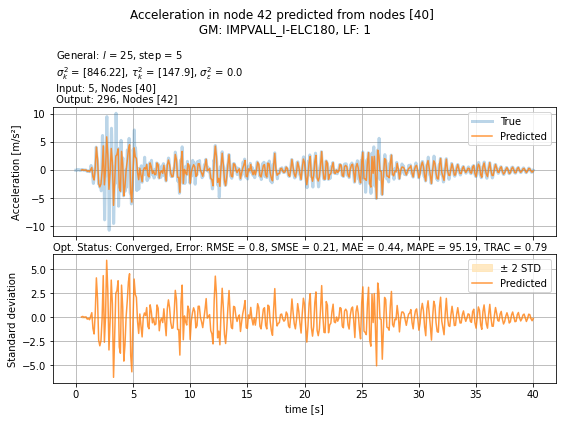 Acceleration in node 42 predicted from nodes [40]
GM: IMPVALL_I-ELC180, LF: 1
General: l = 25, step = 5
σ²ₖ = [846.22], τ²ₖ = [147.9], σ²ε = 0.0
Input: 5, Nodes [40]
Output: 296, Nodes [42]
10
5
0
−5
−10
Acceleration [m/s²]
True
Predicted
Opt. Status: Converged, Error: RMSE = 0.8, SMSE = 0.21, MAE = 0.44, MAPE = 95.19, TRAC = 0.79
5.0
2.5
0.0
−2.5
−5.0
Standard deviation
± 2 STD
Predicted
0 5 10 15 20 25 30 35 40
time [s]